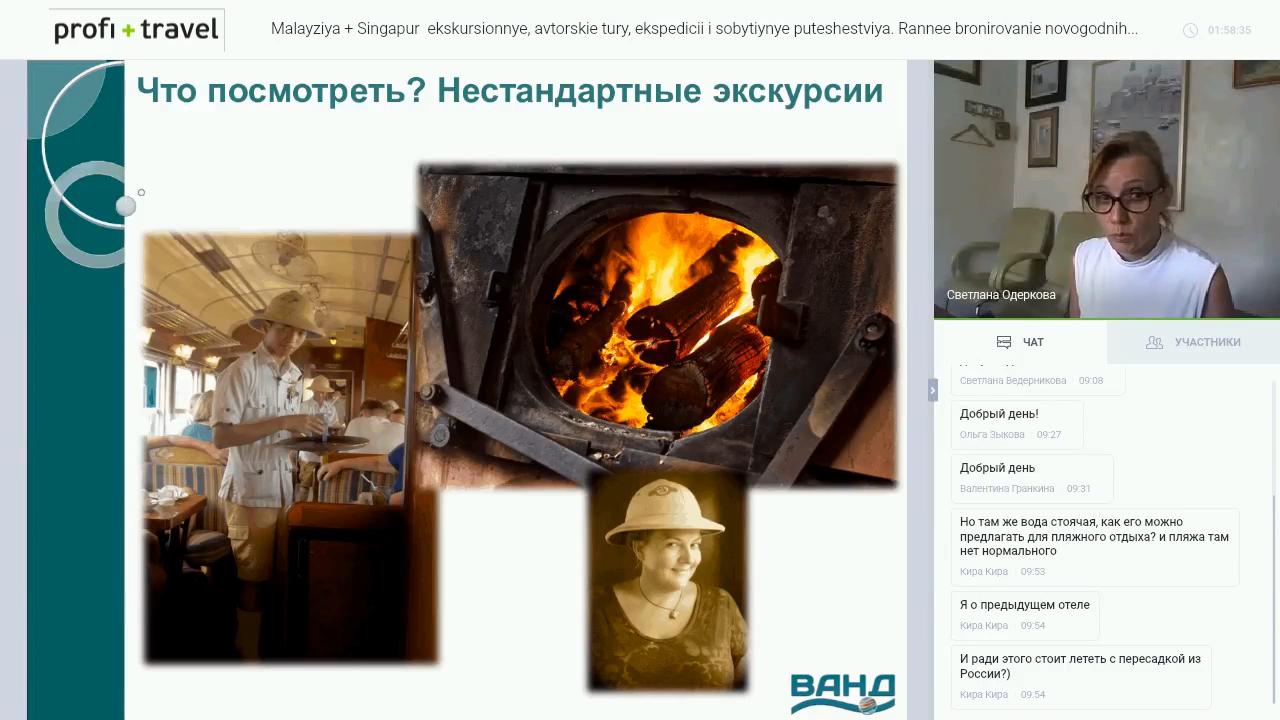 profi + travel
Malayziya + Singapur ekskursionnye, avtorskie tury, ekspedicii i sobytiynye puteshestviya. Rannee bronirovanie novogodnih...
01:58:35
Что посмотреть? Нестандартные экскурсии
ВАНД
Светлана Одеркова
ЧАТ
УЧАСТНИКИ
Светлана Ведерникова 09:08
Добрый день!
Ольга Зыкова 09:27
Добрый день
Валентина Гранкина 09:31
Но там же вода стоячая, как его можно
предлагать для пляжного отдыха? и пляжа там
нет нормального
Кира Кира 09:53
Я о предыдущем отеле
Кира Кира 09:54
И ради этого стоит лететь с пересадкой из
России?)
Кира Кира 09:54